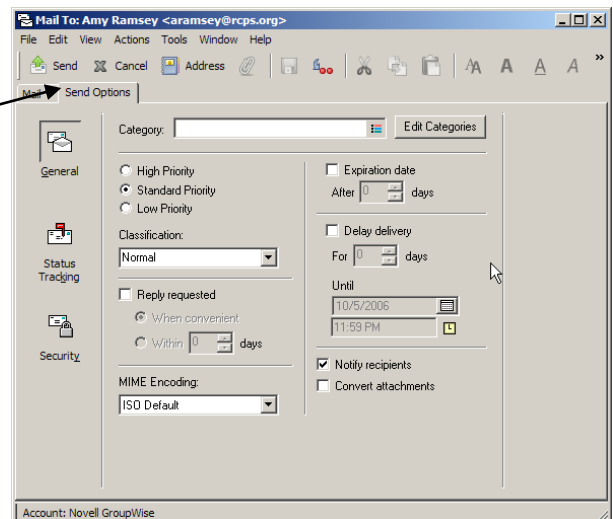 Mail To: Amy Ramsey <caramsey@rcps.org>
File Edit View Actions Tools Window Help
Send Cancel Address A A A A »
Mail Send Options
Category: Edit Categories
General
High Priority
Standard Priority
Low Priority
Classification:
Normal
Reply requested
When convenient
Within 0 days
MIME Encoding:
ISO Default
Status
Tracking
Security
Expiration date
After 0 days
Delay delivery
For 0 days
Until
10/5/2006
11:59 PM
Notify recipients
Convert attachments
Account: Novell GroupWise